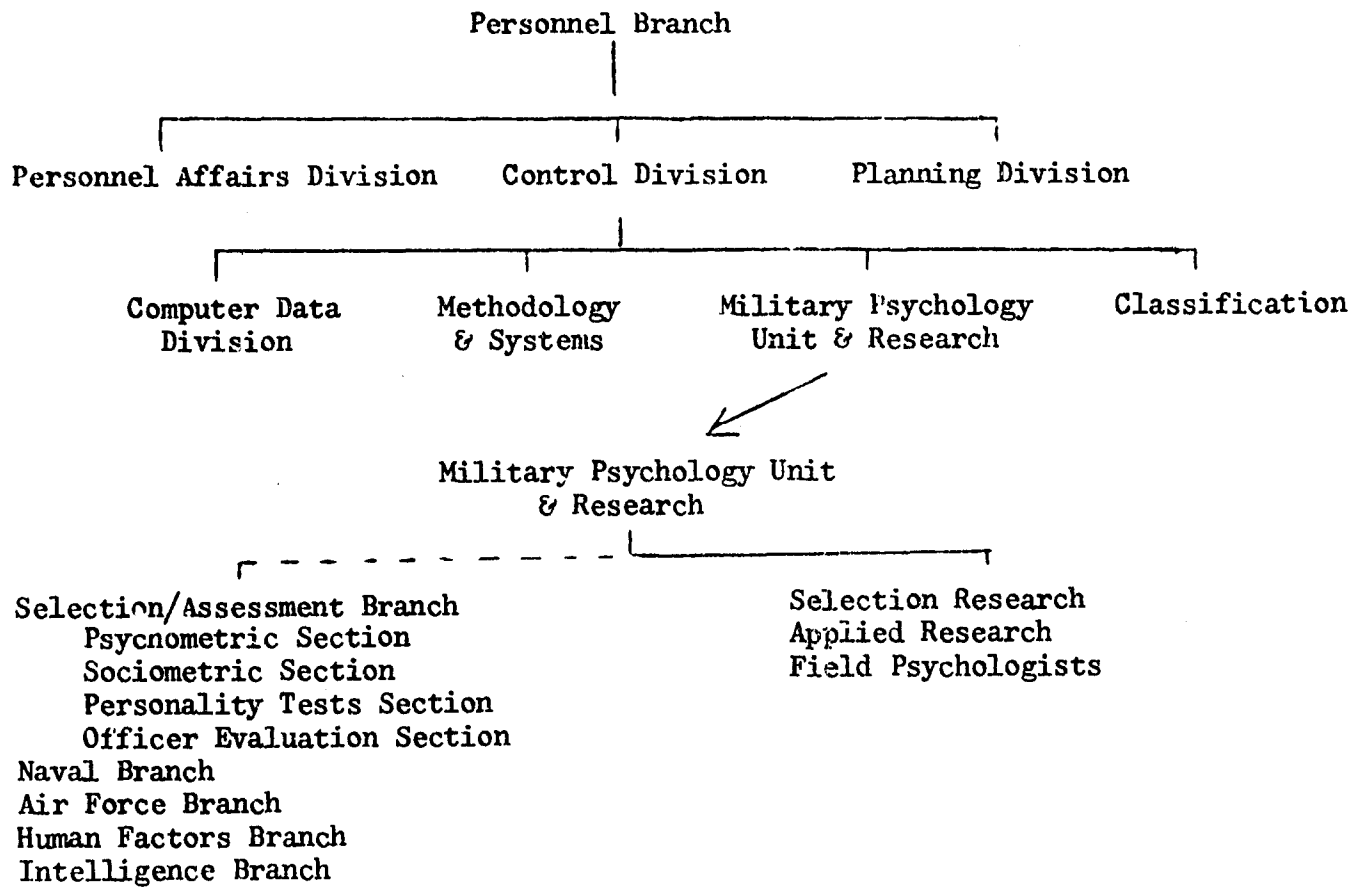 Personnel Branch
Personnel Affairs Division Control Division Planning Division
Computer Data Division
Methodology & Systems
Military Psychology Unit & Research
Classification
Military Psychology Unit
& Research
Selection/Assessment Branch
Psycnometric Section
Sociometric Section
Personality Tests Section
Officer Evaluation Section
Naval Branch
Air Force Branch
Human Factors Branch
Intelligence Branch
Selection Research
Applied Research
Field Psychologists